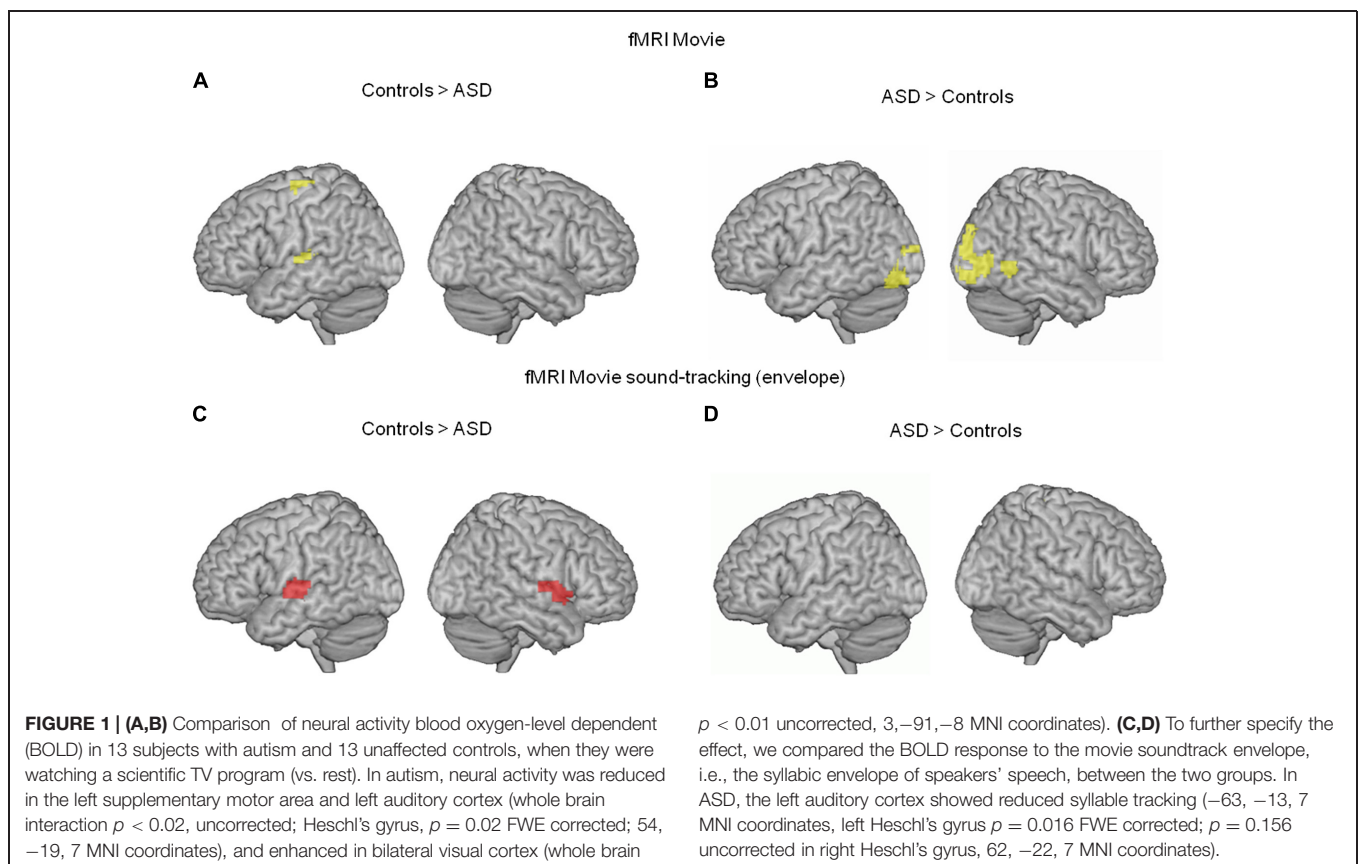 fMRI Movie
A
Controls > ASD
B
ASD > Controls
fMRI Movie sound-tracking (envelope)
C
Controls > ASD
D
ASD > Controls
FIGURE 1 | (A,B) Comparison of neural activity blood oxygen-level dependent
(BOLD) in 13 subjects with autism and 13 unaffected controls, when they were
watching a scientific TV program (vs. rest). In autism, neural activity was reduced
in the left supplementary motor area and left auditory cortex (whole brain
interaction p < 0.02, uncorrected; Heschl's gyrus, p = 0.02 FWE corrected; 54,
−19, 7 MNI coordinates), and enhanced in bilateral visual cortex (whole brain
p < 0.01 uncorrected, 3,−91,−8 MNI coordinates). (C,D) To further specify the
effect, we compared the BOLD response to the movie soundtrack envelope,
i.e., the syllabic envelope of speakers' speech, between the two groups. In
ASD, the left auditory cortex showed reduced syllable tracking (−63, −13, 7
MNI coordinates, left Heschl's gyrus p = 0.016 FWE corrected; p = 0.156
uncorrected in right Heschl's gyrus, 62, −22, 7 MNI coordinates).